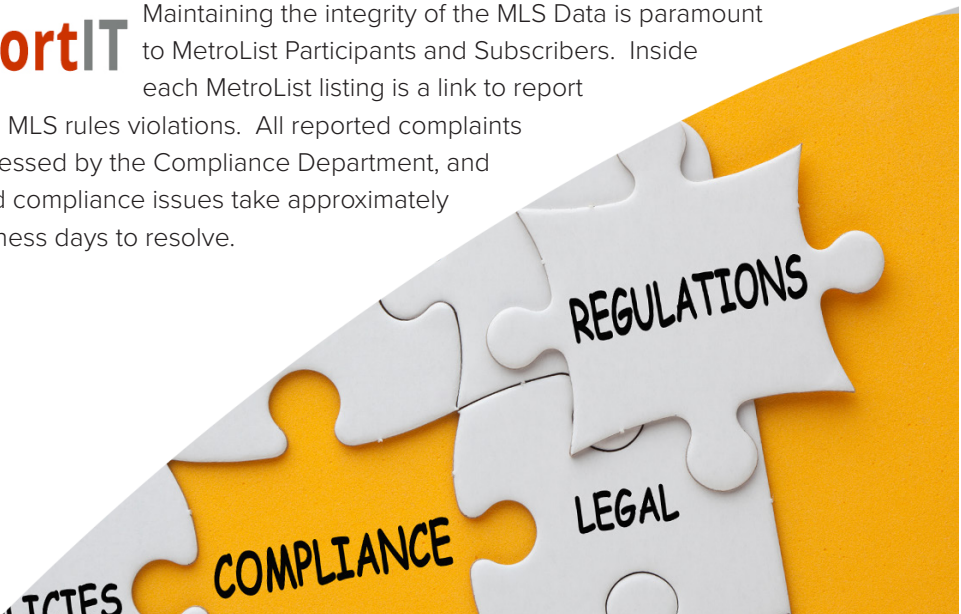 ortIT
Maintaining the integrity of the MLS Data is paramount
to MetroList Participants and Subscribers.  Inside
each MetroList listing is a link to report
MLS rules violations.  All reported complaints
essed by the Compliance Department, and
d compliance issues take approximately
ness days to resolve.
REGULATIONS
LEGAL
COMPLIANCE
ICIES